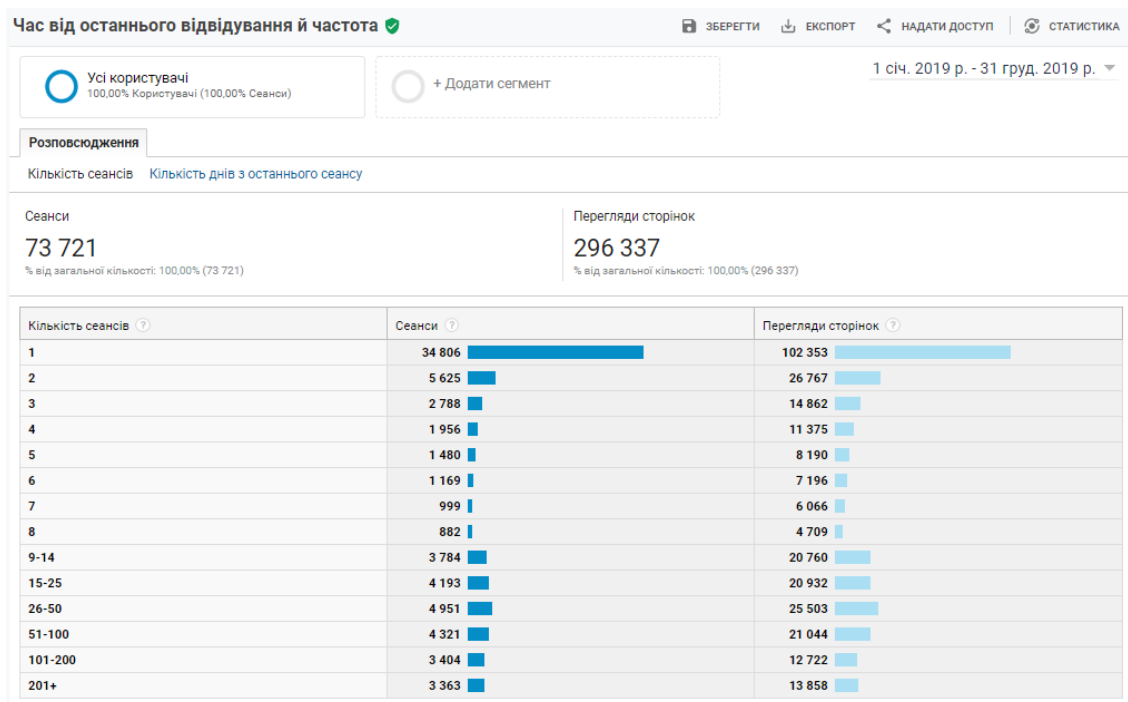 Час від останнього відвідування й частота
ЗБЕРЕГТИ ЕКСПОРТ НАДАТИ ДОСТУП СТАТИСТИКА
Усі користувачі
100,00% Користувачі (100,00% Сеанси)
+ Додати сегмент
1 січ. 2019 р. - 31 груд. 2019 р.
Розповсюдження
Кількість сеансів Кількість днів з останнього сеансу
Сеанси
73 721
% від загальної кількості: 100,00% (73 721)
Перегляди сторінок
296 337
% від загальної кількості: 100,00% (296 337)
Кількість сеансів ? Сеанси ? Перегляди сторінок ?
1 34 806 102 353
2 5 625 26 767
3 2 788 14 862
4 1 956 11 375
5 1 480 8 190
6 1 169 7 196
7 999 6 066
8 882 4 709
9-14 3 784 20 760
15-25 4 193 20 932
26-50 4 951 25 503
51-100 4 321 21 044
101-200 3 404 12 722
201+ 3 363 13 858